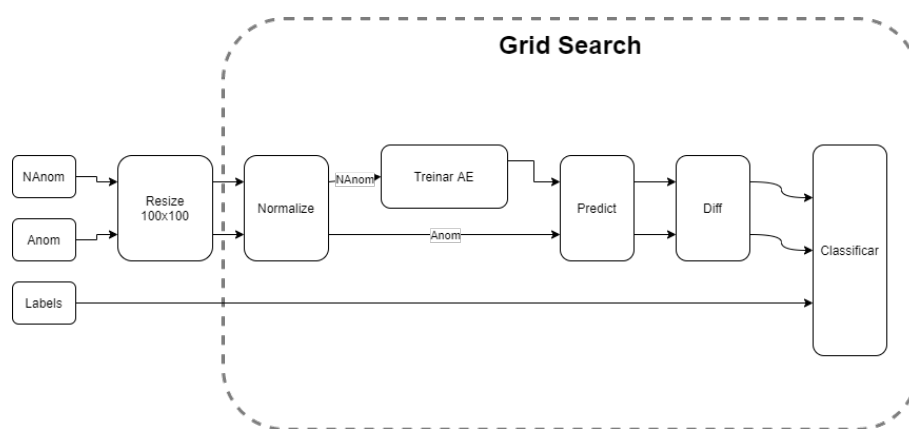 Grid Search
NAnom
Resize
100x100
Normalize
NAnom
Treinar AE
Predict
Diff
Classificar
Anom
Anom
Labels